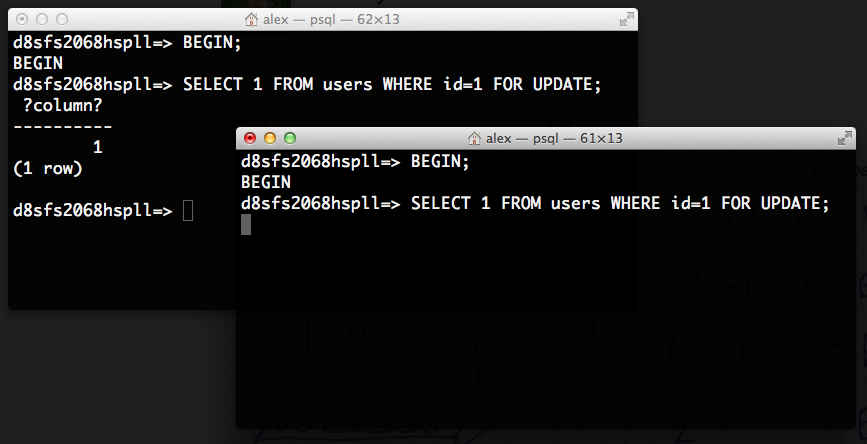 alex — psql — 62×13
d8sfs2068hspll=> BEGIN;
BEGIN
d8sfs2068hspll=> SELECT 1 FROM users WHERE id=1 FOR UPDATE;
?column?
----------
1
(1 row)
d8sfs2068hspll=>
alex — psql — 61×13
d8sfs2068hspll=> BEGIN;
BEGIN
d8sfs2068hspll=> SELECT 1 FROM users WHERE id=1 FOR UPDATE;